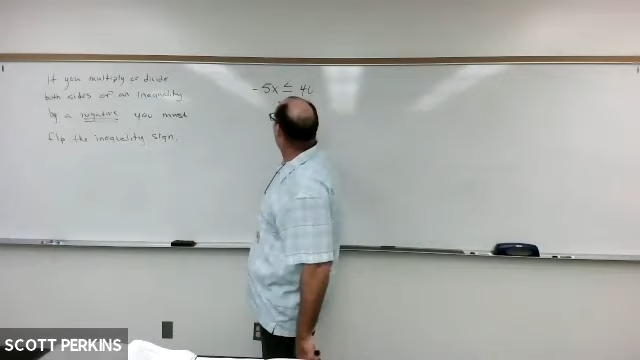 If you multiply or divide
both sides of an inequality
by a negative you must
flip the inequality sign.
-5x ≤ 40
SCOTT PERKINS